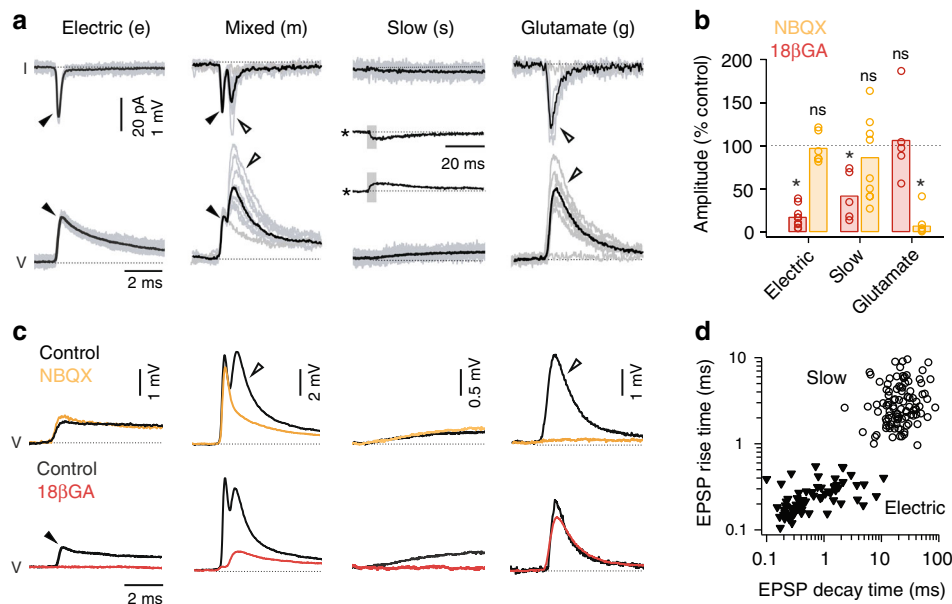 a
Electric (e)
Mixed (m)
Slow (s)
Glutamate (g)
I
20 pA
1 mV
*
20 ms
*
V
2 ms
b
NBQX
18βGA
Amplitude (% control)
200
150
100
50
0
*
ns
*
ns
ns
*
Electric
Slow
Glutamate
c
Control
NBQX
1 mV
2 mV
0.5 mV
1 mV
V
Control
18βGA
V
2 ms
d
EPSP rise time (ms)
10
1
0.1
Slow
Electric
0.1
1
10
100
EPSP decay time (ms)